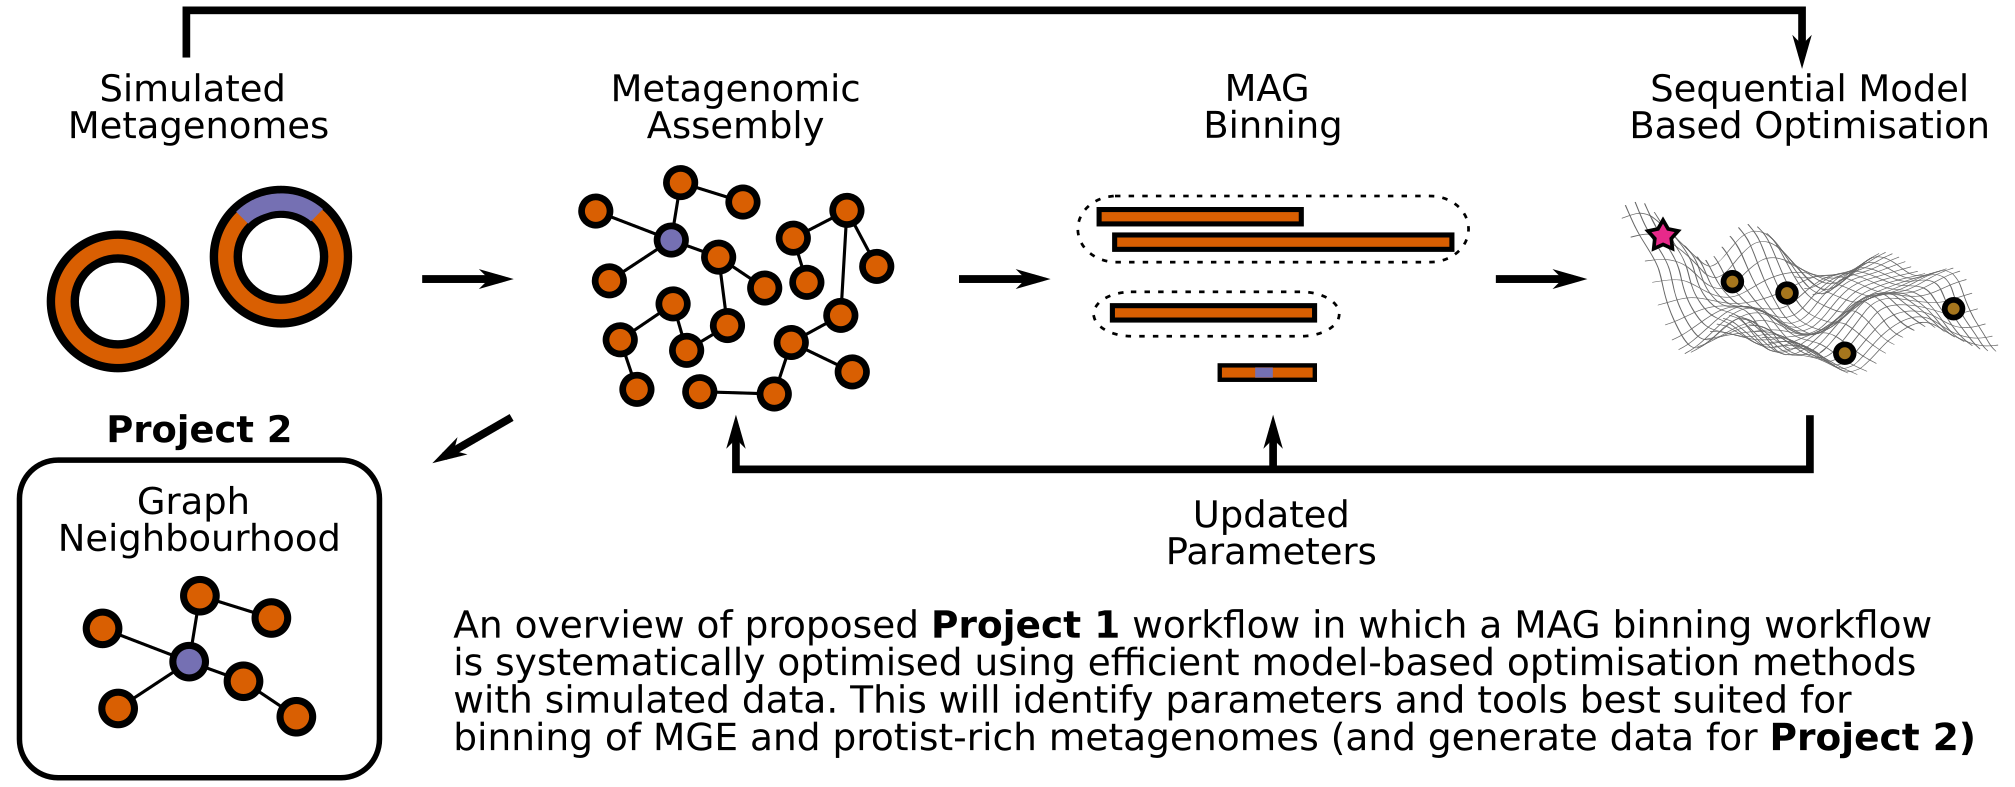 Simulated
Metagenomes
Metagenomic
Assembly
MAG
Binning
Sequential Model
Based Optimisation
Project 2
Graph
Neighbourhood
Updated
Parameters
An overview of proposed Project 1 workflow in which a MAG binning workflow
is systematically optimised using efficient model-based optimisation methods
with simulated data. This will identify parameters and tools best suited for
binning of MGE and protist-rich metagenomes (and generate data for Project 2)